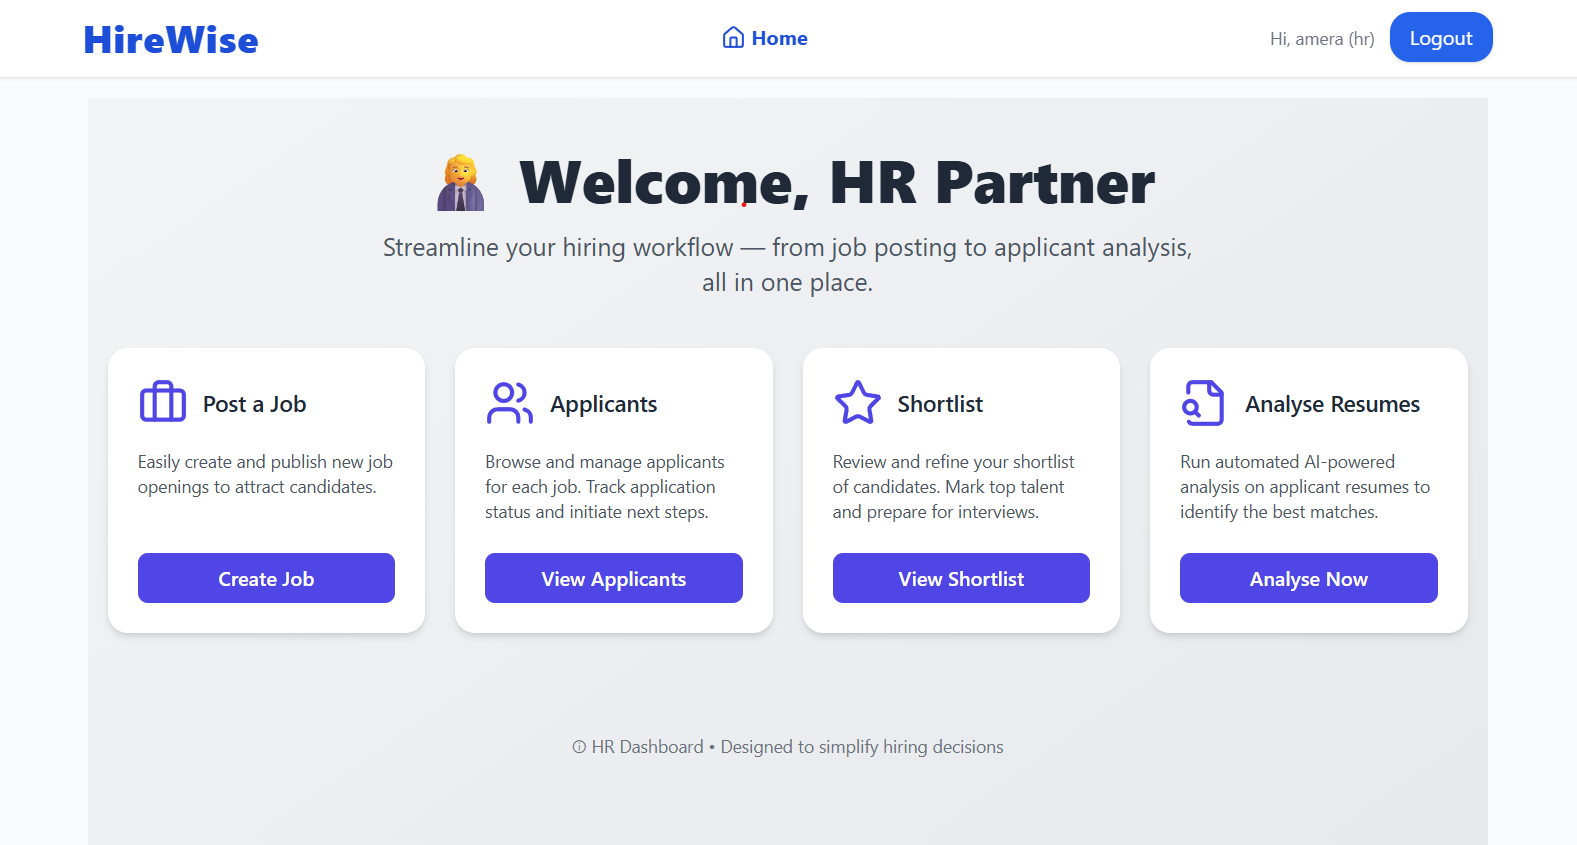 HireWise
Home
Hi, amera (hr)
Logout
Welcome, HR Partner
Streamline your hiring workflow — from job posting to applicant analysis,
all in one place.
Post a Job
Easily create and publish new job
openings to attract candidates.
Create Job
Applicants
Browse and manage applicants
for each job. Track application
status and initiate next steps.
View Applicants
Shortlist
Review and refine your shortlist
of candidates. Mark top talent
and prepare for interviews.
View Shortlist
Analyse Resumes
Run automated AI-powered
analysis on applicant resumes to
identify the best matches.
Analyse Now
HR Dashboard • Designed to simplify hiring decisions